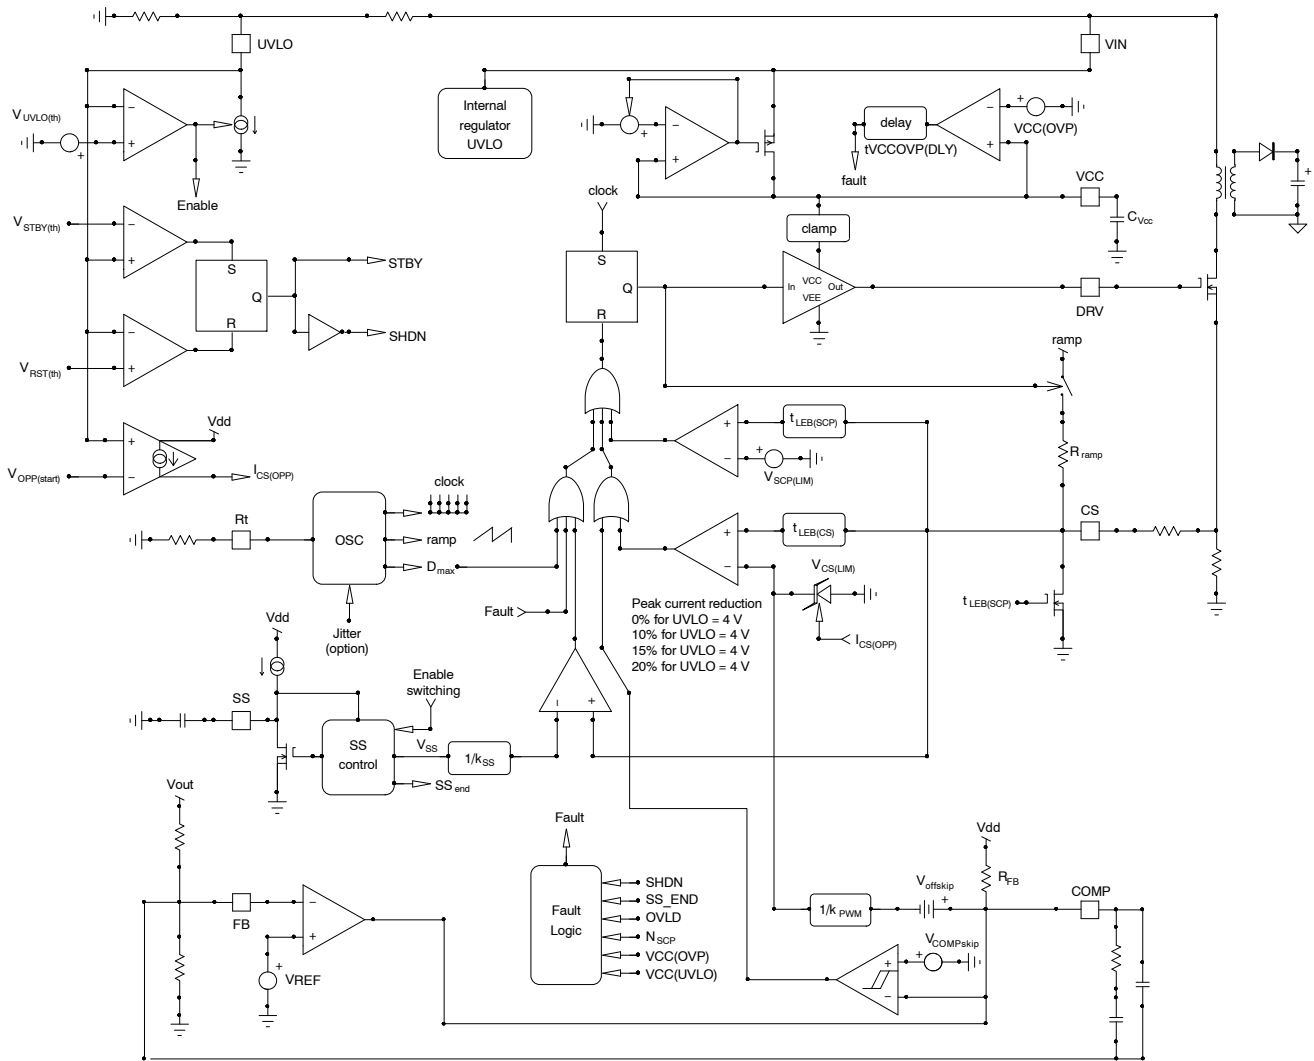 UVLO
VIN
V UVLO(th)
+
−
+
Enable
Internal
regulator
UVLO
+
−
+
delay
tVCCOVP(DLY)
fault
−
+
+
VCC(OVP)
VCC
C Vcc
+
clock
clamp
V STBY(th)
−
+
S
Q
R
STBY
SHDN
S
Q
R
In
VCC
VEE
Out
DRV
−
V RST(th)
+
ramp
Vdd
+
V OPP(start)
−
I CS(OPP)
+
−
t LEB(SCP)
+
V SCP(LIM)
R ramp
Rt
OSC
clock
ramp
D max
Jitter
(option)
Fault
+
−
t LEB(CS)
CS
V CS(LIM)
I CS(OPP)
t LEB(SCP)
Peak current reduction
0% for UVLO = 4 V
10% for UVLO = 4 V
15% for UVLO = 4 V
20% for UVLO = 4 V
Vdd
SS
Enable
switching
SS
control
V SS
1/k SS
SS end
−
+
Vout
FB
−
+
+
VREF
Fault
Fault
Logic
SHDN
SS_END
OVLD
N SCP
VCC(OVP)
VCC(UVLO)
Vdd
R FB
V offskip
+
1/k PWM
COMP
V COMPskip
+
+
−